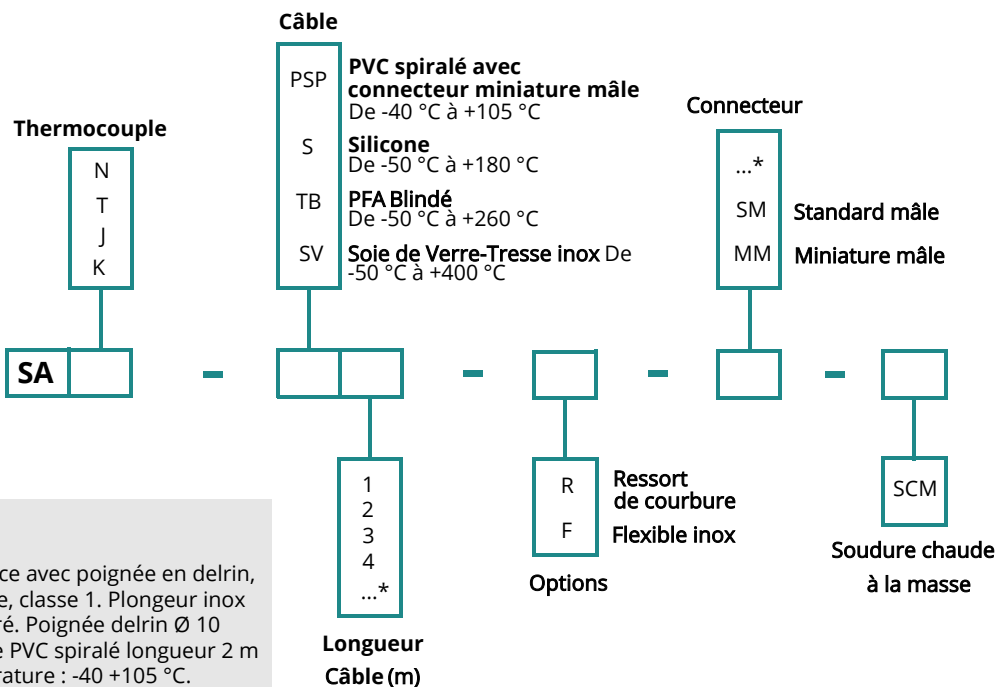 Câble
PSP
PVC spiralé avec
connecteur miniature mâle
De -40 °C à +105 °C
S
Silicone
De -50 °C à +180 °C
TB
PFA Blindé
De -50 °C à +260 °C
SV
Soie de Verre-Tresse inox De
-50 °C à +400 °C
Thermocouple
N
T
J
K
Connecteur
...*
SM
Standard mâle
MM
Miniature mâle
SA
-
-
-
-
1
2
3
4
...*
Longueur
Câble (m)
R
Ressort
de courbure
F
Flexible inox
Options
SCM
Soudure chaude
à la masse
avec poignée en delrin,
classe 1. Plongeur inox
Poignée delrin Ø 10
PVC spiralé longueur 2 m
: -40 +105 °C.